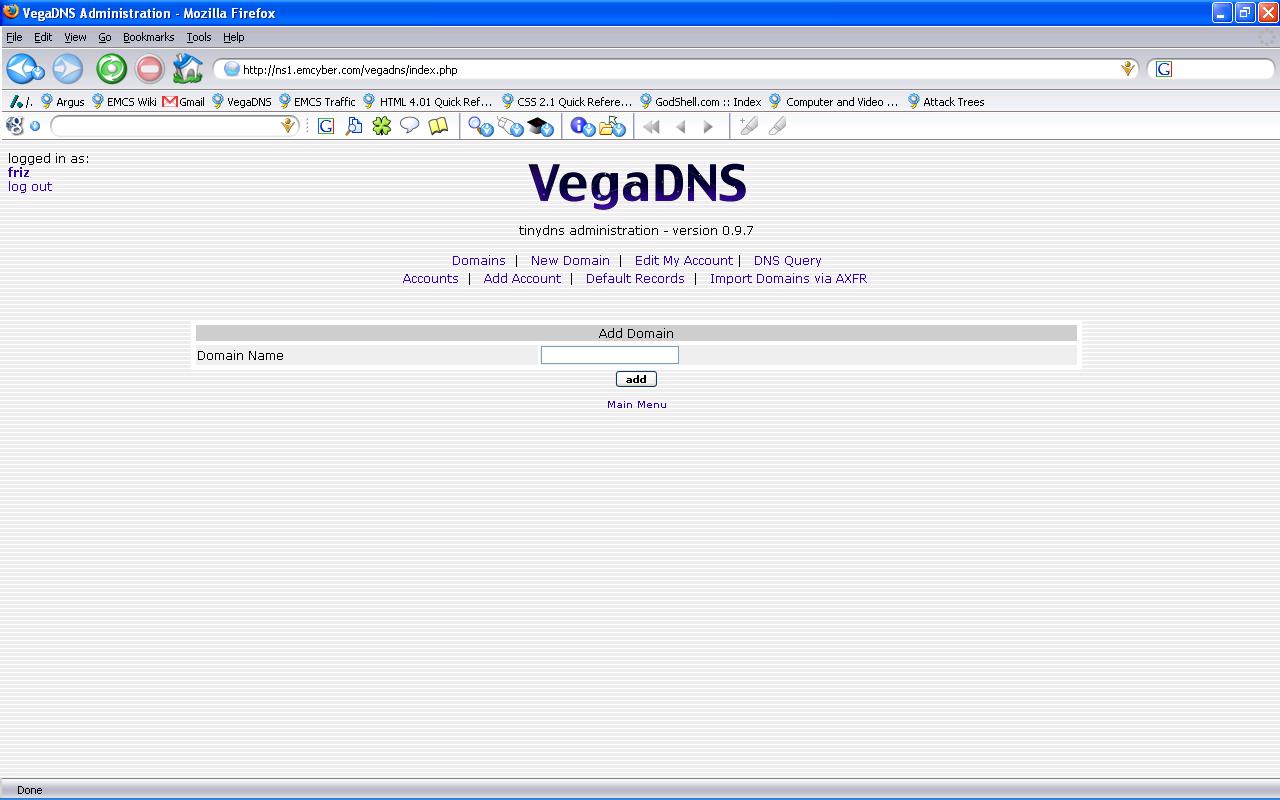 VegaDNS Administration - Mozilla Firefox
File Edit View Go Bookmarks Tools Help
http://ns1.emcyber.com/vegadns/index.php G
/. Argus EMCS Wiki Gmail VegaDNS EMCS Traffic HTML 4.01 Quick Ref... CSS 2.1 Quick Refere... GodShell.com :: Index Computer and Video ... Attack Trees
G
logged in as:
friz
log out
VegaDNS
tinydns administration - version 0.9.7
Domains | New Domain | Edit My Account | DNS Query
Accounts | Add Account | Default Records | Import Domains via AXFR
Add Domain
Domain Name
add
Main Menu
Done